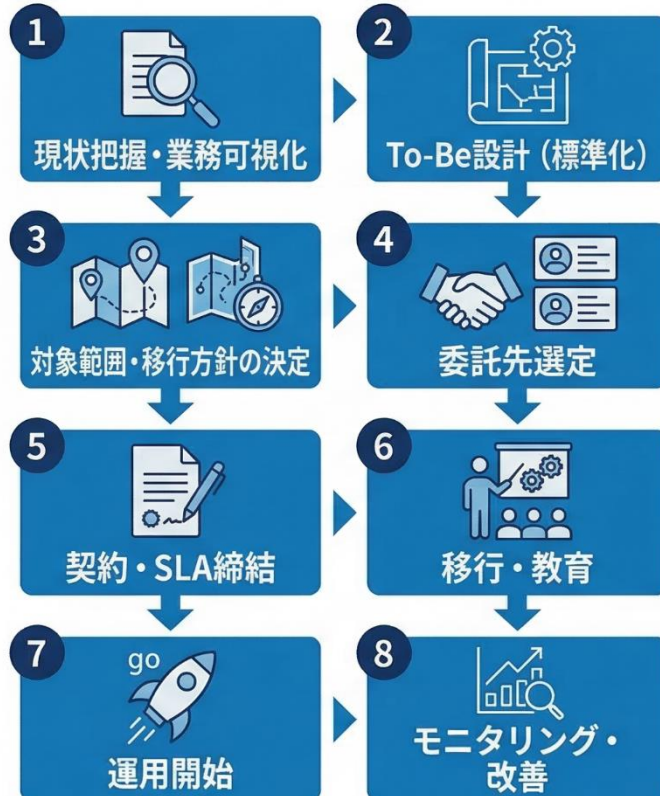 1
現状把握・業務可視化
2
To-Be設計（標準化）
3
対象範囲・移行方針の決定
4
委託先選定
5
契約・SLA締結
6
移行・教育
7
go
運用開始
8
モニタリング・
改善